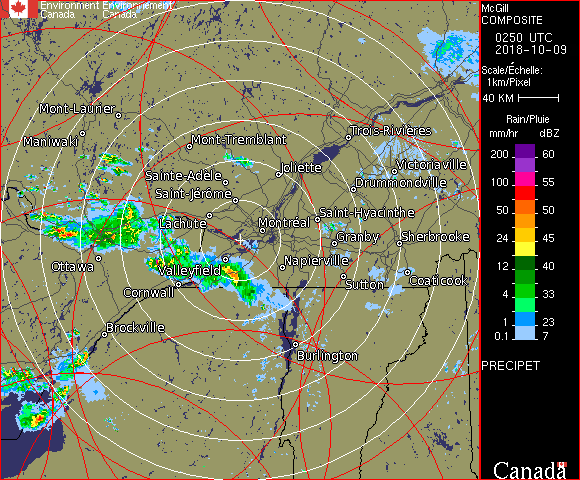 Environment Environnement
Canada Canada
McGill
COMPOSITE
0250 UTC
2018-10-09
Scale/Échelle:
1km/Pixel
40 KM
Rain/Pluie
mm/hr dBZ
200 60
150 55
100 55
50 50
24 45
12 40
4 33
1 23
0.1 7
PRECIPET
Canada
Mont-Laurier
Maniwaki
Mont-Tremblant
Trois-Rivières
Joliette
Victoriaville
Sainte-Adèle
Drummondville
Saint-Jérôme
Saint-Hyacinthe
Lachute
Montréal
Granby
Sherbrooke
Ottawa
Valleyfield
Napierville
Cornwall
Sutton
Coaticook
Brockville
Burlington